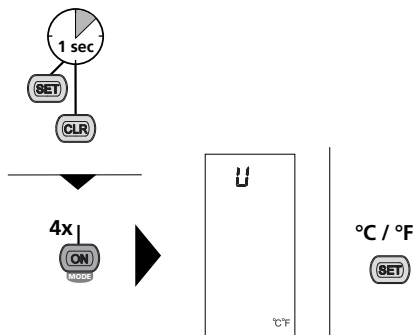 1 sec
SET
CLR
4x
ON
MODE
U
°C°F
°C / °F
SET